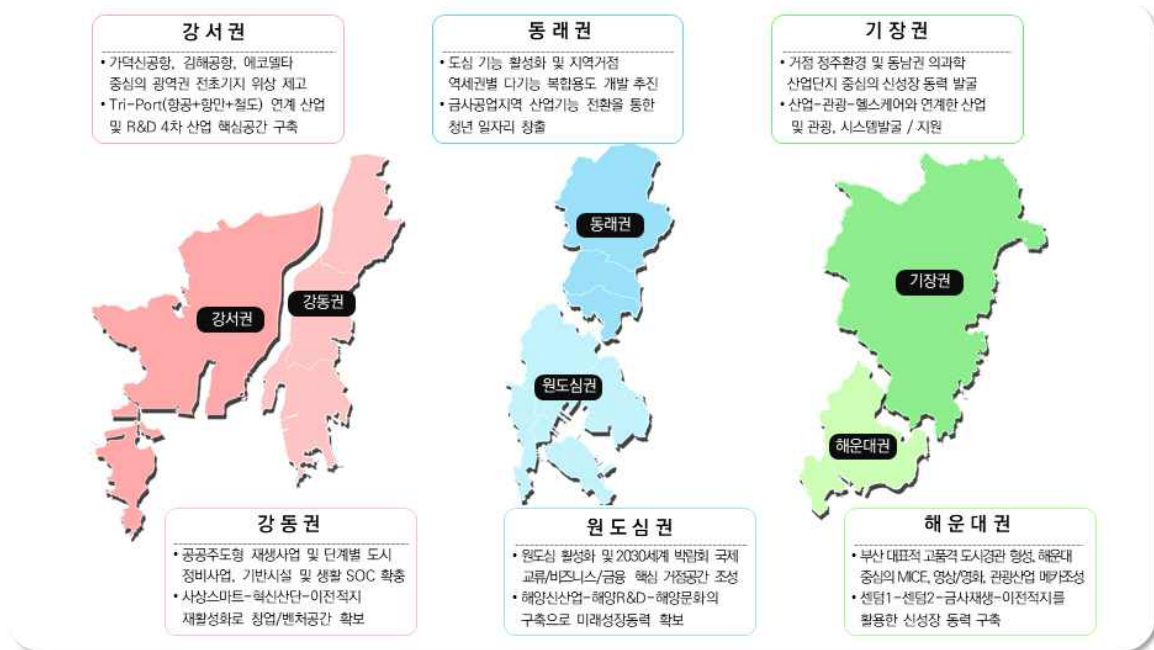 강서권
• 가덕신공항, 김해공항, 에코델타
중심의 광역권 전초기지 위상 제고
• Tri-Port(항공+항만+철도) 연계 산업
및 R&D 4차 산업 핵심공간 구축
동래권
• 도심 기능 활성화 및 지역거점
역세권별 다기능 복합용도 개발 추진
• 금사공업지역 산업기능 전환을 통한
청년 일자리 창출
기장권
• 거점 정주환경 및 동남권 의과학
산업단지 중심의 신성장 동력 발굴
• 산업-관광-헬스케어와 연계한 산업
및 관광, 시스템발굴 / 지원
강서권
강동권
동래권
원도심권
기장권
해운대권
강동권
• 공공주도형 재생사업 및 단계별 도시
정비사업, 기반시설 및 생활 SOC 확충
• 사상스마트-혁신산단-이전적지
재활성화로 창업/벤처공간 확보
원도심권
• 원도심 활성화 및 2030세계 박람회 국제
교류/비즈니스/금융 핵심 거점공간 조성
• 해양신산업-해양R&D-해양문화의
구축으로 미래성장동력 확보
해운대권
• 부산 대표적 고품격 도시경관 형성, 해운대
중심의 MICE, 영상/영화, 관광산업 메카조성
• 센텀1-센텀2-금사재생-이전적지를
활용한 신성장 동력 구축